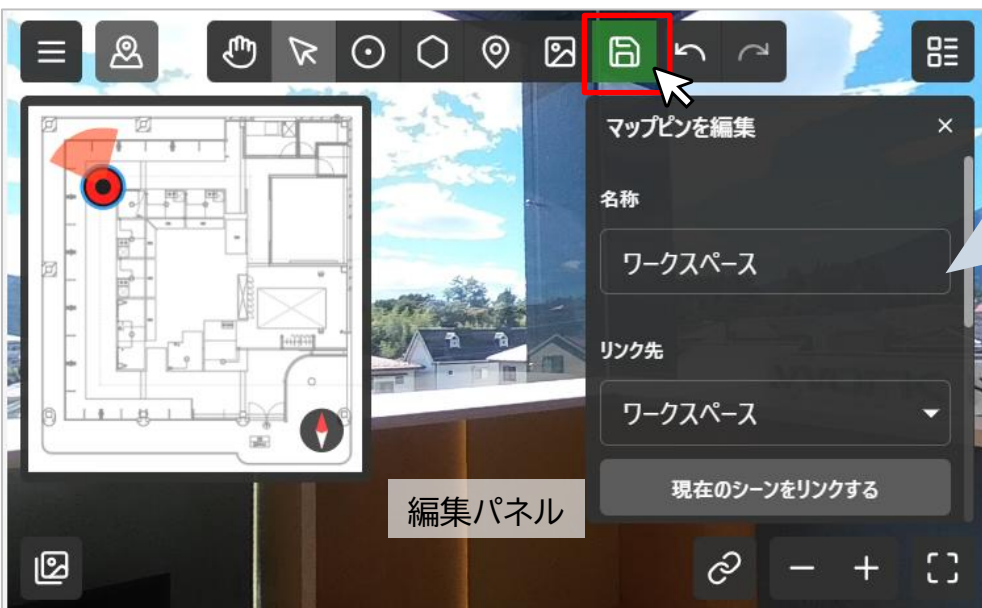 マップピンを編集
名称
ワークスペース
リンク先
ワークスペース
現在のシーンをリンクする
編集パネル